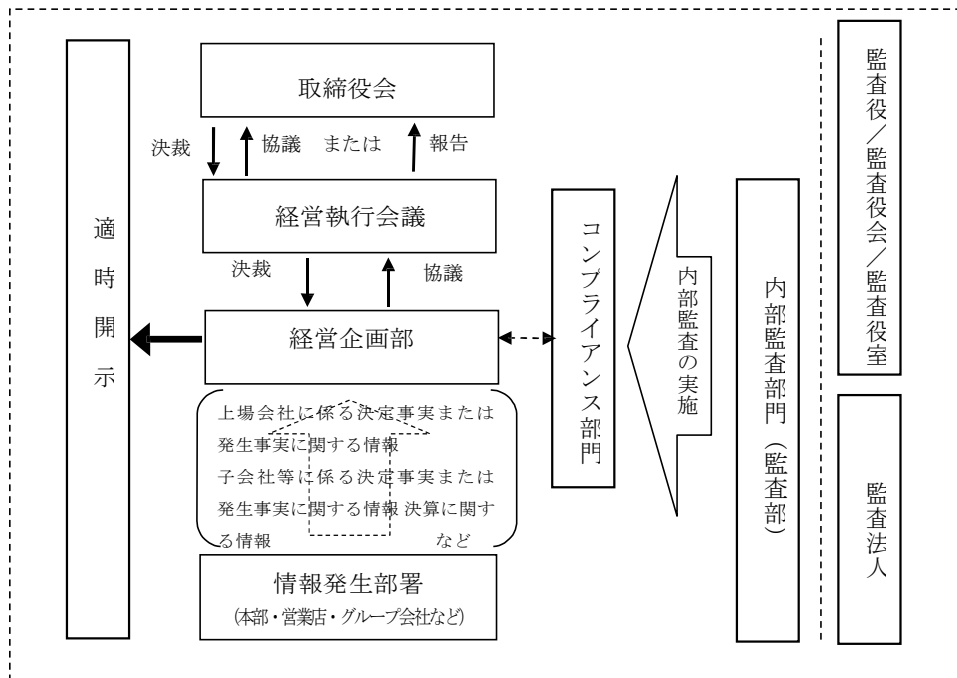 適時開示
取締役会
決裁
協議 または 報告
経営執行会議
決裁
協議
経営企画部
上場会社に係る決定事実または
発生事実に関する情報
子会社等に係る決定事実または
発生事実に関する情報 決算に関す
る情報 など
情報発生部署
(本部・営業店・グループ会社など)
コンプライアンス部門
内部監査の実施
内部監査部門（監査部）
監査役／監査役会／監査役室
監査法人